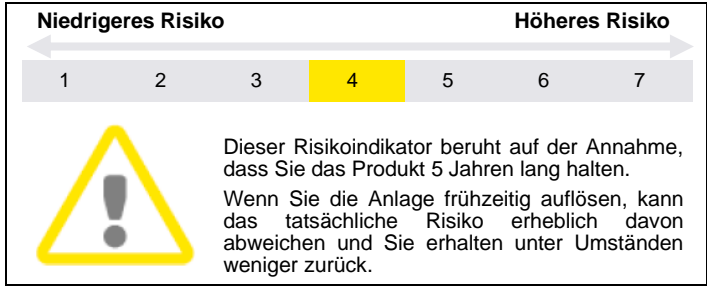 Niedrigeres Risiko Höheres Risiko
1 2 3 4 5 6 7
Dieser Risikoindikator beruht auf der Annahme,
dass Sie das Produkt 5 Jahren lang halten.
Wenn Sie die Anlage frühzeitig auflösen, kann
das tatsächliche Risiko erheblich davon
abweichen und Sie erhalten unter Umständen
weniger zurück.